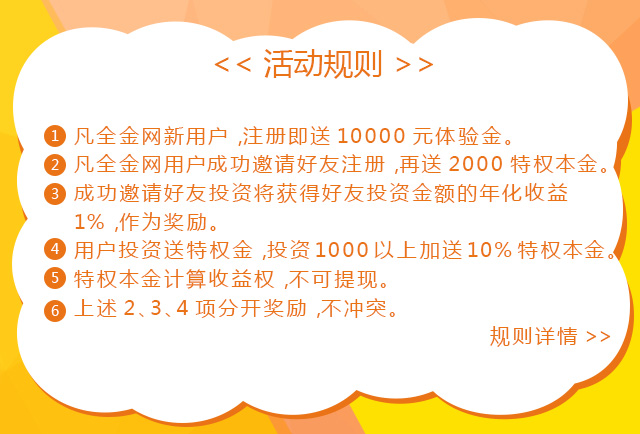 << 活动规则 >>
1 凡全金网新用户 ,注册即送 10000 元体验金。
2 凡全金网用户成功邀请好友注册 ,再送 2000 特权本金。
3 成功邀请好友投资将获得好友投资金额的年化收益
1% ,作为奖励。
4 用户投资送特权金 ,投资 1000 以上加送 10% 特权本金。
5 特权本金计算收益权 ,不可提现。
6 上述 2、3、4 项分开奖励 ,不冲突。
规则详情 >>